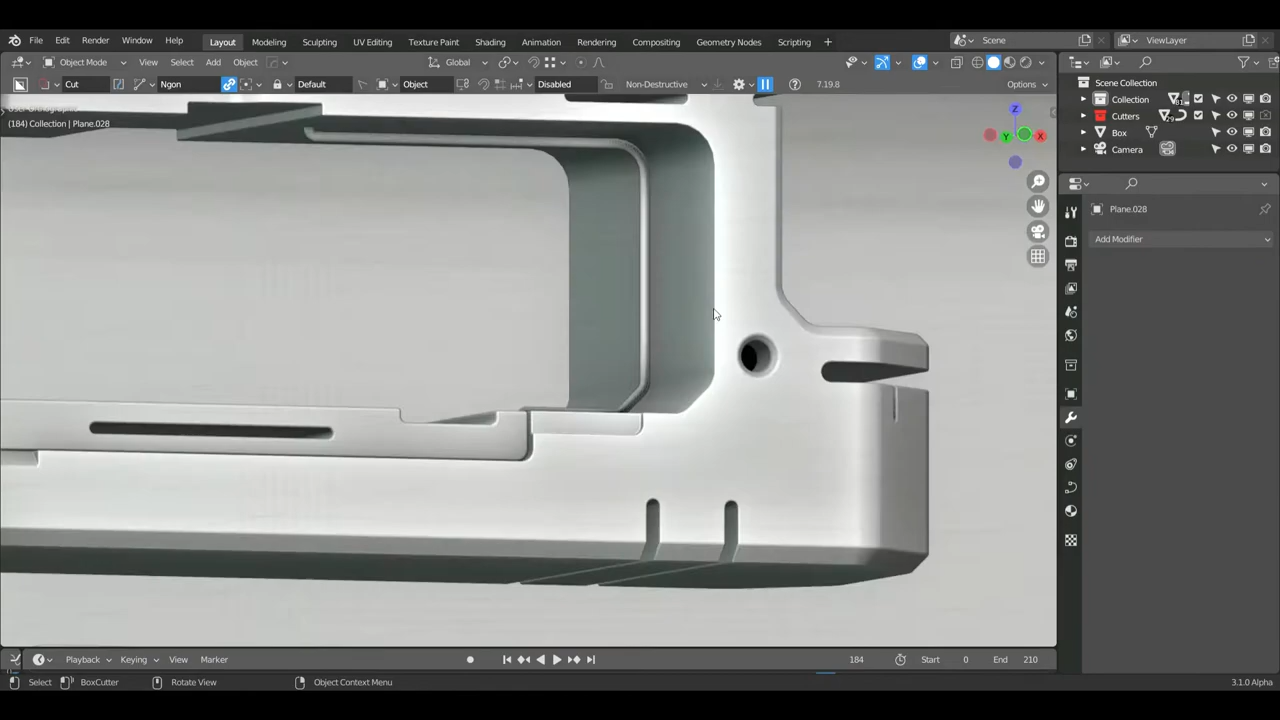 File Edit Render Window Help Layout Modeling Sculpting UV Editing Texture Paint Shading Animation Rendering Compositing Geometry Nodes Scripting + Scene ViewLayer
Object Mode View Select Add Object Global
Cut Ngon Default Object Disabled Non-Destructive 7.19.8 Options
(184) Collection | Plane.028
Z
Y
X
Scene Collection
Collection
Cutters
Box
Camera
Plane.028
Add Modifier
Playback Keying View Marker 184 Start 0 End 210
Select BoxCutter Rotate View Object Context Menu 3.1.0 Alpha